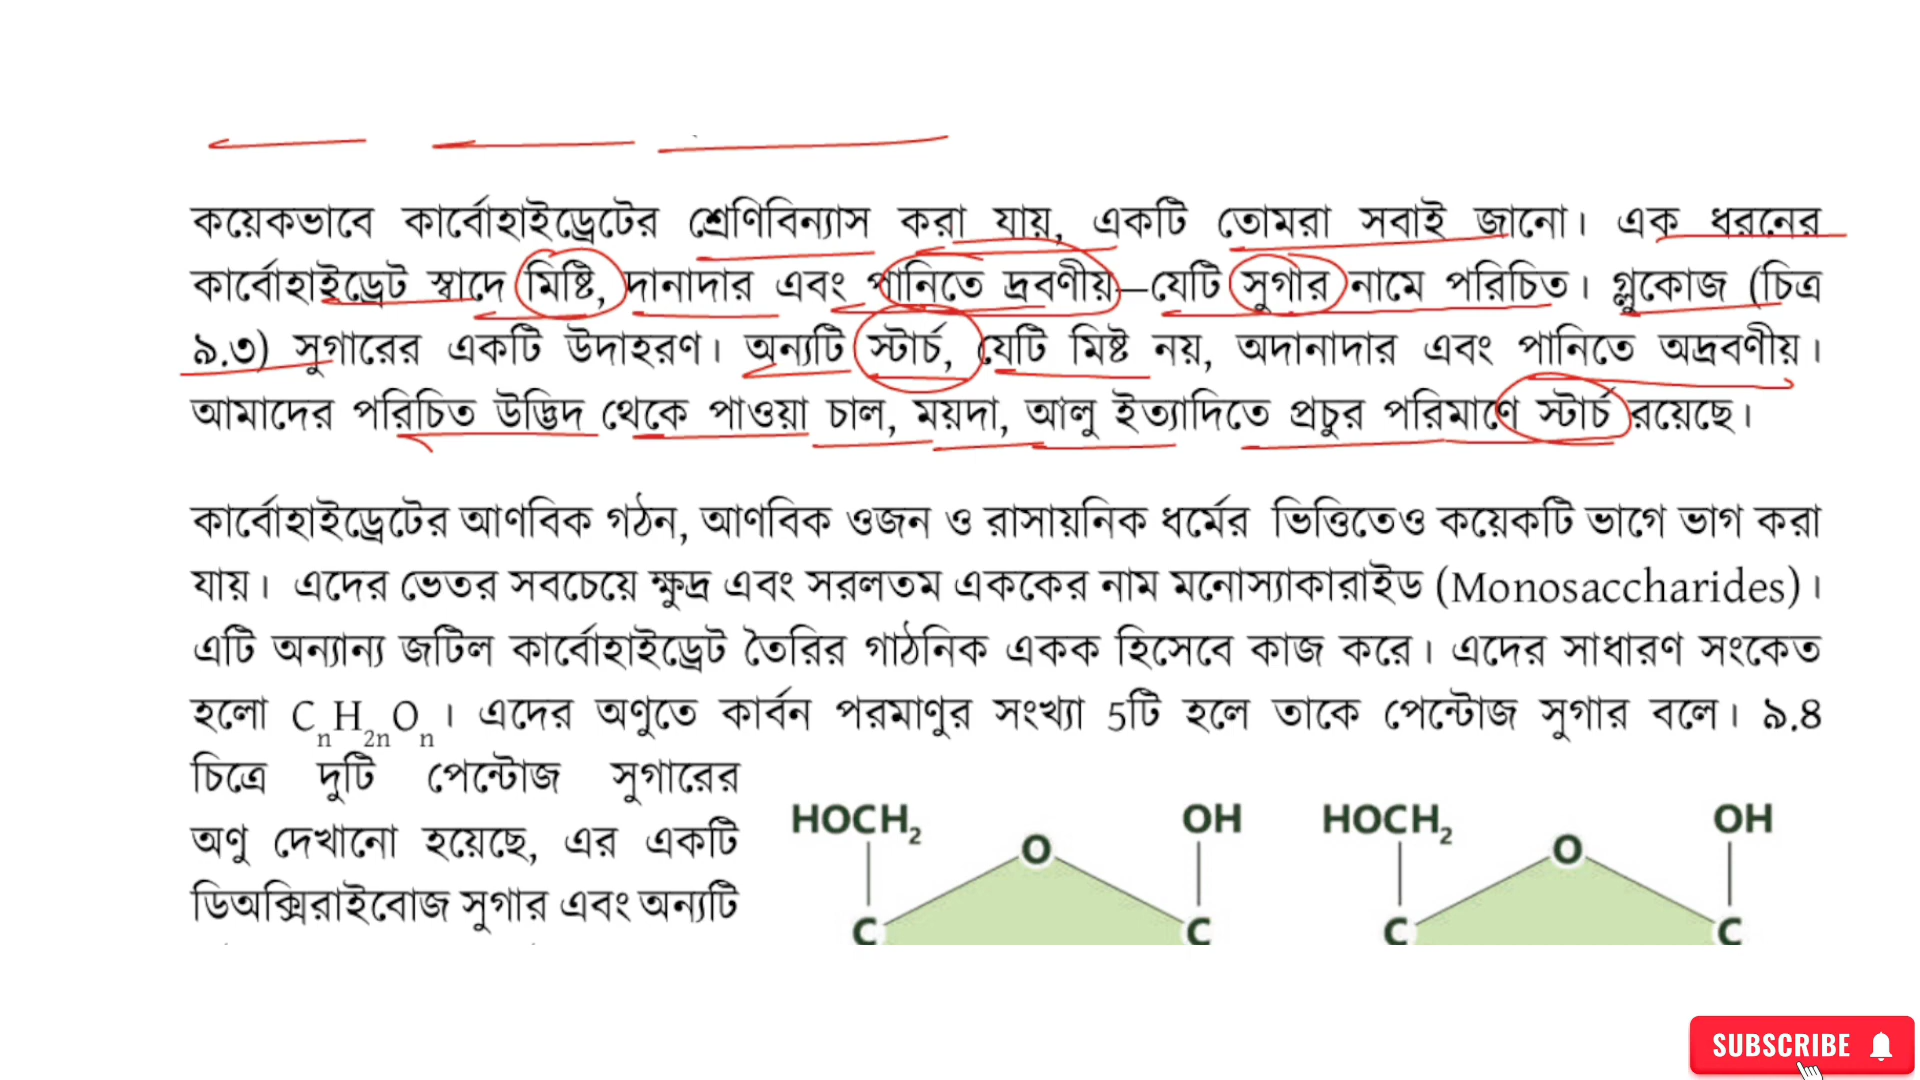 কয়েকভাবে কার্বোহাইড্রেটের শ্রেণিবিন্যাস করা যায়, একটি তোমরা সবাই জানো। এক ধরনের
কার্বোহাইড্রেট স্বাদে মিষ্টি, দানাদার এবং পানিতে দ্রবণীয়—যেটি সুগার নামে পরিচিত। গ্লুকোজ (চিত্র
৯.৩) সুগারের একটি উদাহরণ। অন্যটি স্টার্চ, যেটি মিষ্ট নয়, অদানাদার এবং পানিতে অদ্রবণীয়।
আমাদের পরিচিত উদ্ভিদ থেকে পাওয়া চাল, ময়দা, আলু ইত্যাদিতে প্রচুর পরিমাণে স্টার্চ রয়েছে।
কার্বোহাইড্রেটের আণবিক গঠন, আণবিক ওজন ও রাসায়নিক ধর্মের ভিত্তিতেও কয়েকটি ভাগে ভাগ করা
যায়। এদের ভেতর সবচেয়ে ক্ষুদ্র এবং সরলতম এককের নাম মনোস্যাকারাইড (Monosaccharides)।
এটি অন্যান্য জটিল কার্বোহাইড্রেট তৈরির গাঠনিক একক হিসেবে কাজ করে। এদের সাধারণ সংকেত
হলো CₙH₂ₙOₙ। এদের অণুতে কার্বন পরমাণুর সংখ্যা 5টি হলে তাকে পেন্টোজ সুগার বলে। ৯.৪
চিত্রে দুটি পেন্টোজ সুগারের
অণু দেখানো হয়েছে, এর একটি
ডিঅক্সিরাইবোজ সুগার এবং অন্যটি
HOCH₂ OH HOCH₂ OH
O O
C C C C
SUBSCRIBE